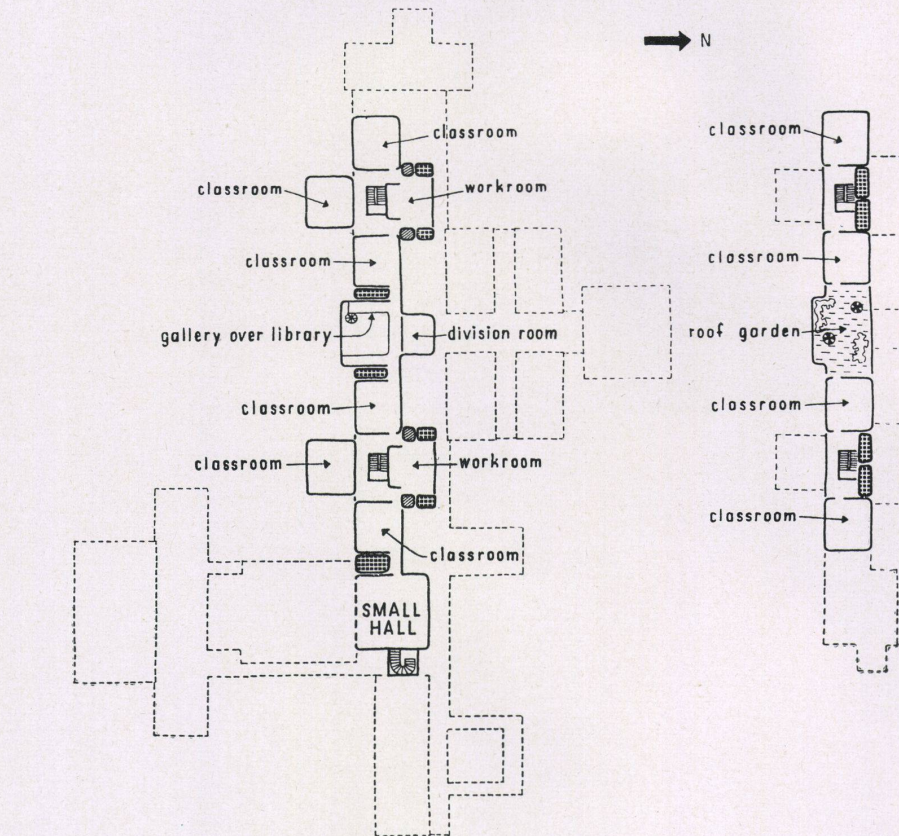 N
classroom
classroom
workroom
classroom
gallery over library
division room
classroom
classroom
workroom
classroom
SMALL
HALL
classroom
classroom
roof garden
classroom
classroom